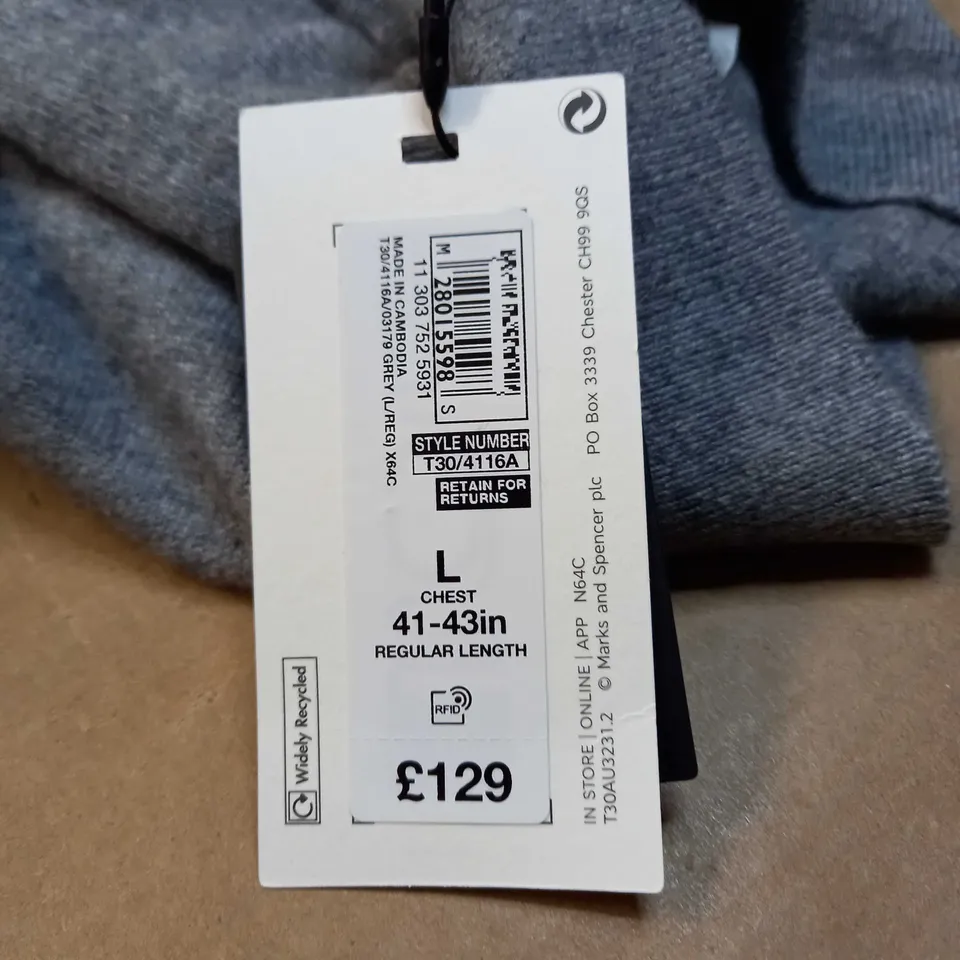 M 28015598 S
11 303 752 5931
MADE IN CAMBODIA
T30/4116A/03179 GREY (L/REG) X64C
STYLE NUMBER
T30/4116A
RETAIN FOR
RETURNS
L
CHEST
41-43in
REGULAR LENGTH
RFID
£129
Widely Recycled
IN STORE | ONLINE | APP N64C
T30AU3231.2 © Marks and Spencer plc PO Box 3339 Chester CH99 9QS